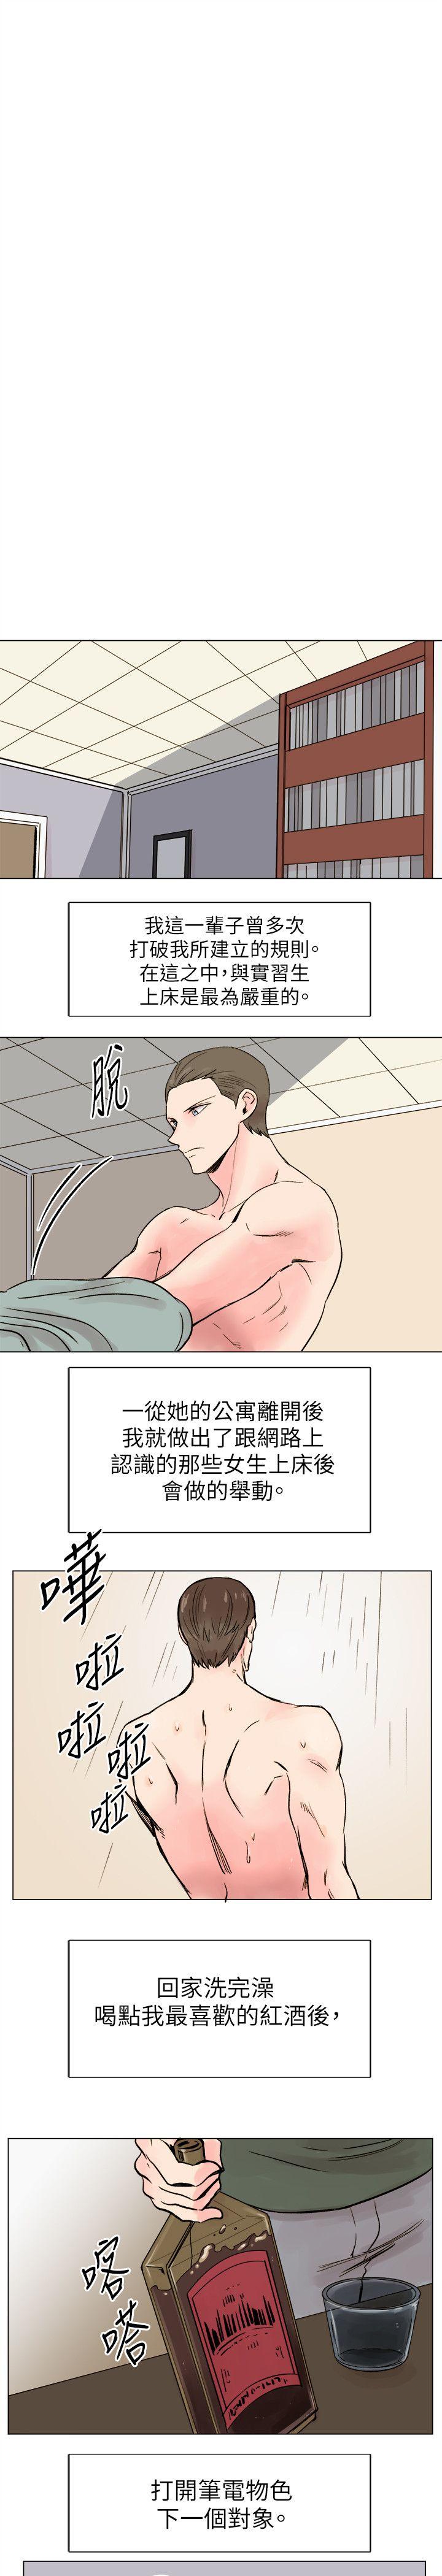 我這一輩子曾多次
打破我所建立的規則。
在這之中,與實習生
上床是最為嚴重的。
脫
一從她的公寓離開後
我就做出了跟網路上
認識的那些女生上床後
會做的舉動。
嘩
啦
啦
啦
啦
回家洗完澡
喝點我最喜歡的紅酒後,
喀
嗒
打開筆電物色
下一個對象。